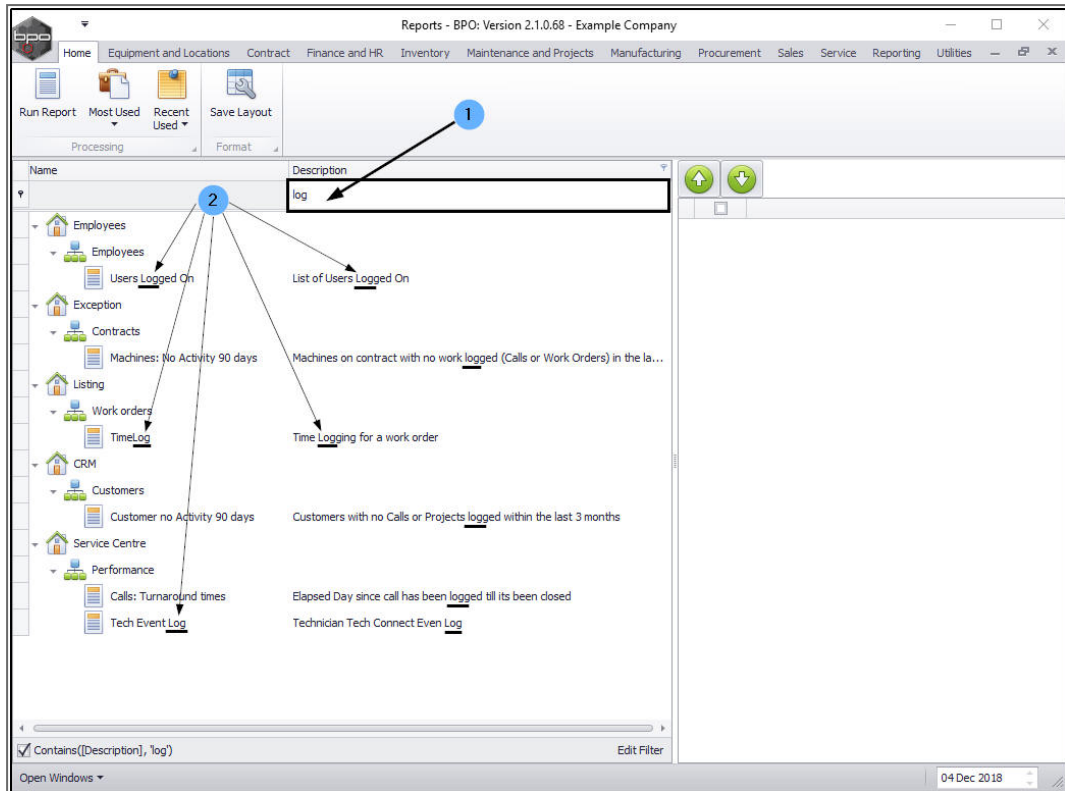 Reports - BPO: Version 2.1.0.68 - Example Company
bpo
Home Equipment and Locations Contract Finance and HR Inventory Maintenance and Projects Manufacturing Procurement Sales Service Reporting Utilities
Run Report Most Used Recent Used Save Layout
Processing Format
1
Name Description
log
2
Employees
Employees
Users Logged On List of Users Logged On
Exception
Contracts
Machines: No Activity 90 days Machines on contract with no work logged (Calls or Work Orders) in the la...
Listing
Work orders
TimeLog Time Logging for a work order
CRM
Customers
Customer no Activity 90 days Customers with no Calls or Projects logged within the last 3 months
Service Centre
Performance
Calls: Turnaround times Elapsed Day since call has been logged till its been closed
Tech Event Log Technician Tech Connect Even Log
Contains([Description], 'log') Edit Filter
Open Windows 04 Dec 2018